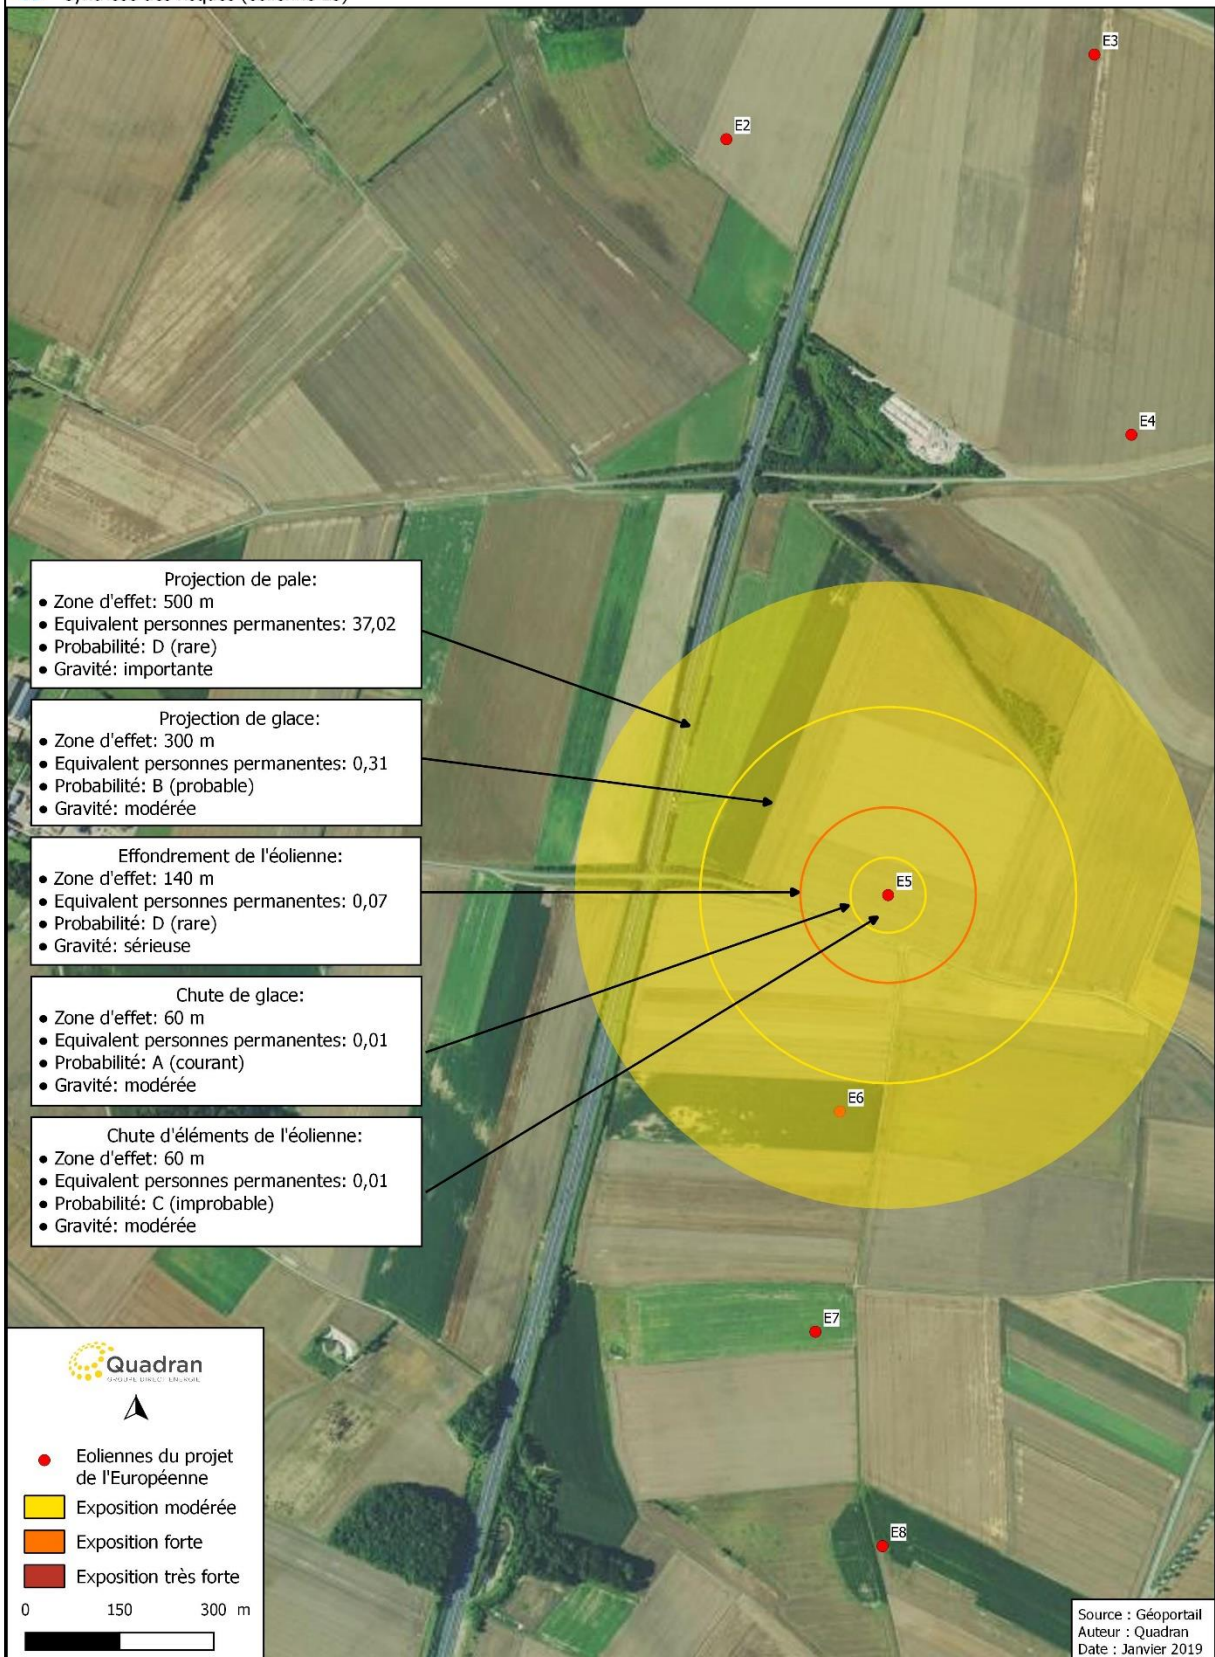 E3
E2
E4
Projection de pale:
• Zone d'effet: 500 m
• Equivalent personnes permanentes: 37,02
• Probabilité: D (rare)
• Gravité: importante
Projection de glace:
• Zone d'effet: 300 m
• Equivalent personnes permanentes: 0,31
• Probabilité: B (probable)
• Gravité: modérée
Effondrement de l'éolienne:
• Zone d'effet: 140 m
• Equivalent personnes permanentes: 0,07
• Probabilité: D (rare)
• Gravité: sérieuse
Chute de glace:
• Zone d'effet: 60 m
• Equivalent personnes permanentes: 0,01
• Probabilité: A (courant)
• Gravité: modérée
Chute d'éléments de l'éolienne:
• Zone d'effet: 60 m
• Equivalent personnes permanentes: 0,01
• Probabilité: C (improbable)
• Gravité: modérée
E5
E6
E7
E8
Quadran
GROUPE DIRECT ENERGIE
Eoliennes du projet
de l'Européenne
Exposition modérée
Exposition forte
Exposition très forte
0 150 300 m
Source : Géoportail
Auteur : Quadran
Date : Janvier 2019